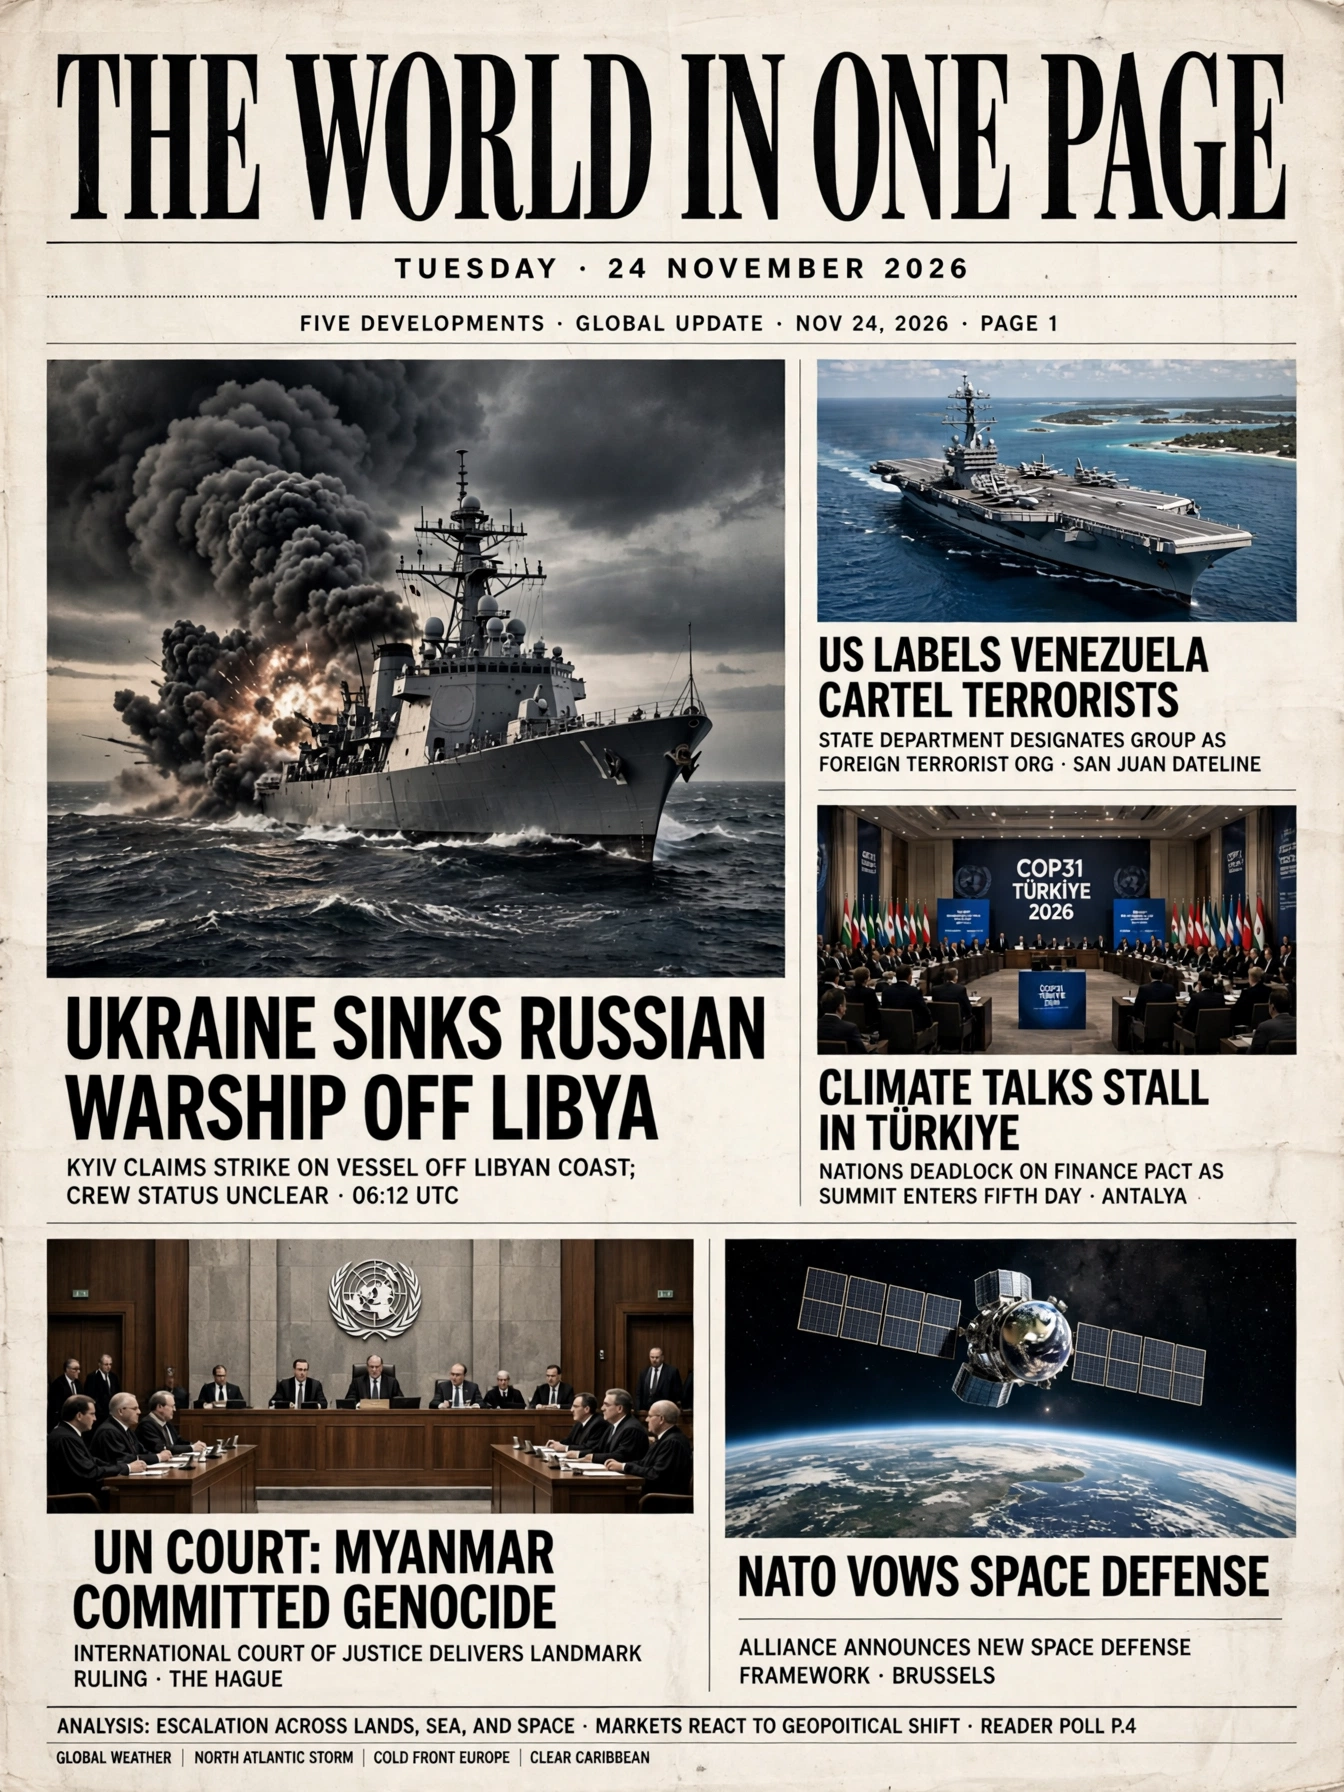 THE WORLD IN ONE PAGE
TUESDAY · 24 NOVEMBER 2026
FIVE DEVELOPMENTS · GLOBAL UPDATE · NOV 24, 2026 · PAGE 1
UKRAINE SINKS RUSSIAN
WARSHIP OFF LIBYA
KYIV CLAIMS STRIKE ON VESSEL OFF LIBYAN COAST;
CREW STATUS UNCLEAR · 06:12 UTC
US LABELS VENEZUELA
CARTEL TERRORISTS
STATE DEPARTMENT DESIGNATES GROUP AS
FOREIGN TERRORIST ORG · SAN JUAN DATELINE
COP31
TÜRKİYE
2026
CLIMATE TALKS STALL
IN TÜRKIYE
NATIONS DEADLOCK ON FINANCE PACT AS
SUMMIT ENTERS FIFTH DAY · ANTALYA
UN COURT: MYANMAR
COMMITTED GENOCIDE
INTERNATIONAL COURT OF JUSTICE DELIVERS LANDMARK
RULING · THE HAGUE
NATO VOWS SPACE DEFENSE
ALLIANCE ANNOUNCES NEW SPACE DEFENSE
FRAMEWORK · BRUSSELS
ANALYSIS: ESCALATION ACROSS LANDS, SEA, AND SPACE · MARKETS REACT TO GEOPOITICAL SHIFT · READER POLL P.4
GLOBAL WEATHER | NORTH ATLANTIC STORM | COLD FRONT EUROPE | CLEAR CARIBBEAN